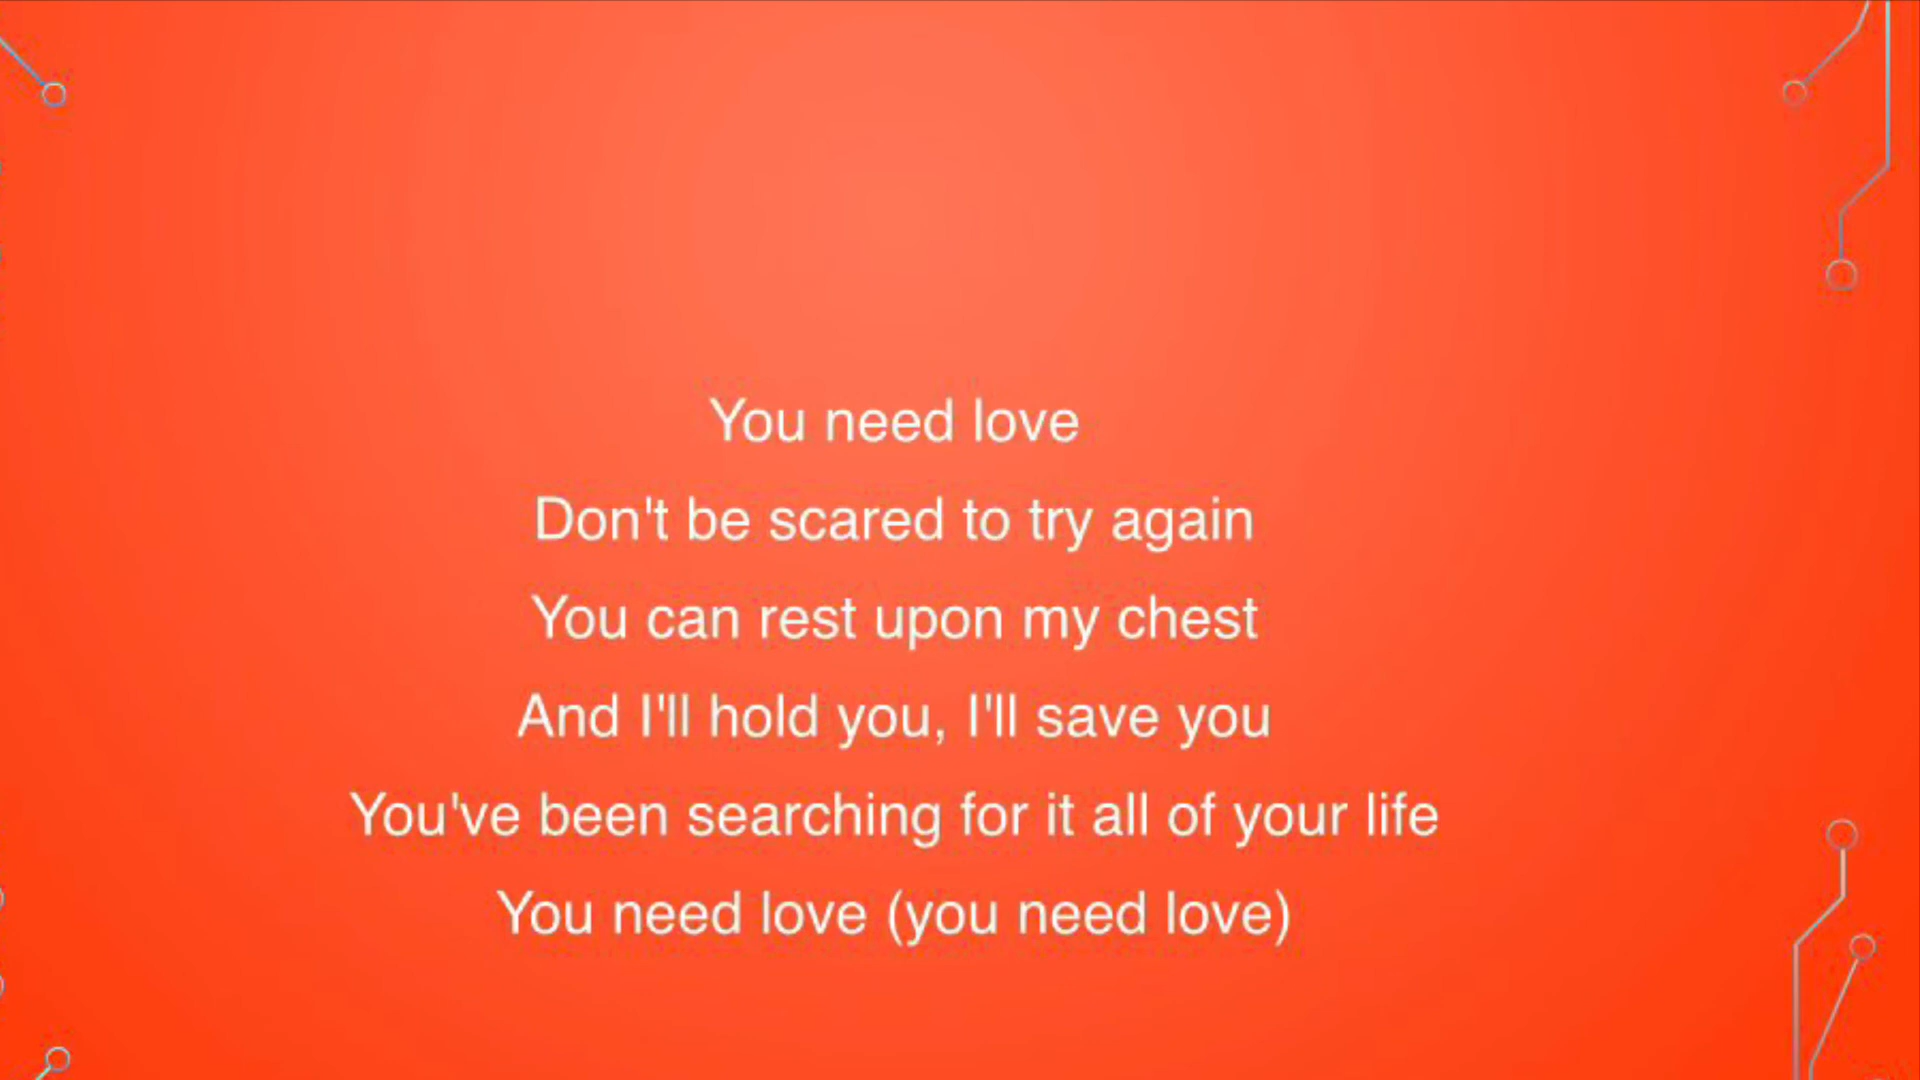 You need love
Don't be scared to try again
You can rest upon my chest
And I'll hold you, I'll save you
You've been searching for it all of your life
You need love (you need love)